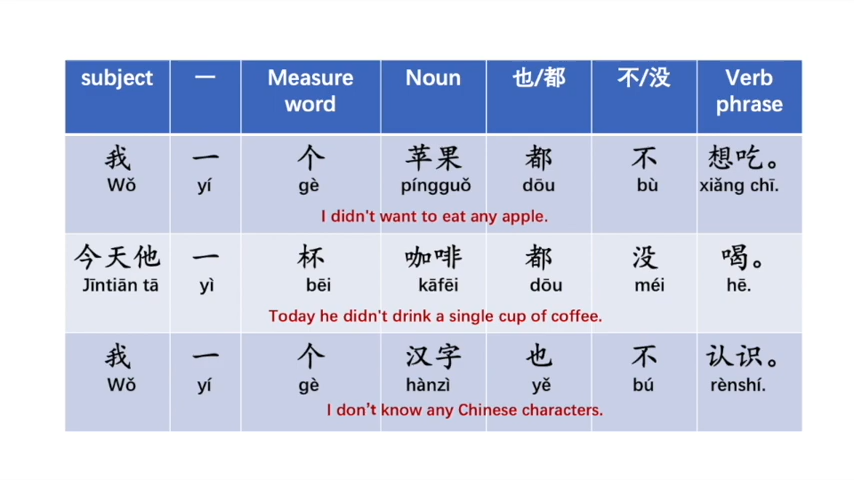 subject 一 Measure word Noun 也/都 不/没 Verb phrase
我 一 个 苹果 都 不 想吃。
Wǒ yí gè píngguǒ dōu bù xiǎng chī.
I didn't want to eat any apple.
今天他 一 杯 咖啡 都 没 喝。
Jīntiān tā yì bēi kāfēi dōu méi hē.
Today he didn't drink a single cup of coffee.
我 一 个 汉字 也 不 认识。
Wǒ yí gè hànzì yě bú rènshí.
I don't know any Chinese characters.